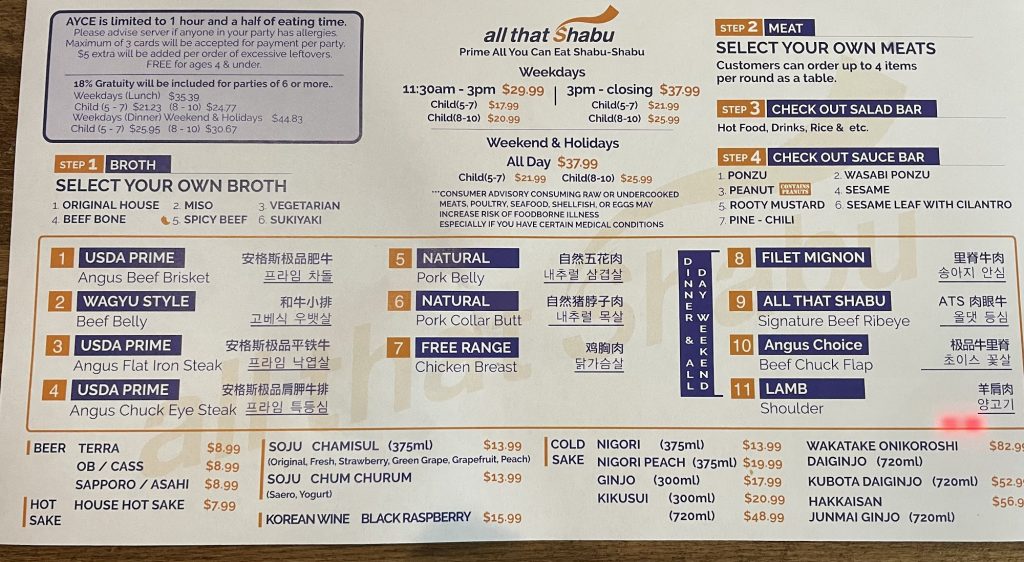 AYCE is limited to 1 hour and a half of eating time.
Please advise server if anyone in your party has allergies.
Maximum of 3 cards will be accepted for payment per party.
$5 extra will be added per order of excessive leftovers.
FREE for ages 4 & under.
18% Gratuity will be included for parties of 6 or more..
Weekdays (Lunch) $35.39
Child (5 - 7) $21.23 (8 - 10) $24.77
Weekdays (Dinner) Weekend & Holidays $44.83
Child (5 - 7) $25.95 (8 - 10) $30.67
STEP 1 BROTH
SELECT YOUR OWN BROTH
1. ORIGINAL HOUSE 2. MISO 3. VEGETARIAN
4. BEEF BONE 5. SPICY BEEF 6. SUKIYAKI
all that Shabu
Prime All You Can Eat Shabu-Shabu
Weekdays
11:30am - 3pm $29.99 | 3pm - closing $37.99
Child(5-7) $17.99 Child(5-7) $21.99
Child(8-10) $20.99 Child(8-10) $25.99
Weekend & Holidays
All Day $37.99
Child(5-7) $21.99 Child(8-10) $25.99
***CONSUMER ADVISORY CONSUMING RAW OR UNDERCOOKED
MEATS, POULTRY, SEAFOOD, SHELLFISH, OR EGGS MAY
INCREASE RISK OF FOODBORNE ILLNESS
ESPECIALLY IF YOU HAVE CERTAIN MEDICAL CONDITIONS
STEP 2 MEAT
SELECT YOUR OWN MEATS
Customers can order up to 4 items
per round as a table.
STEP 3 CHECK OUT SALAD BAR
Hot Food, Drinks, Rice & etc.
STEP 4 CHECK OUT SAUCE BAR
1. PONZU 2. WASABI PONZU
3. PEANUT CONTAINS PEANUTS 4. SESAME
5. ROOTY MUSTARD 6. SESAME LEAF WITH CILANTRO
7. PINE - CHILI
1 USDA PRIME 安格斯极品肥牛
Angus Beef Brisket 프라임 차돌
2 WAGYU STYLE 和牛小排
Beef Belly 고베식 우뱃살
3 USDA PRIME 安格斯极品平铁牛
Angus Flat Iron Steak 프라임 낙엽살
4 USDA PRIME 安格斯极品肩胛牛排
Angus Chuck Eye Steak 프라임 특등심
5 NATURAL 自然五花肉
Pork Belly 내추럴 삼겹살
6 NATURAL 自然猪脖子肉
Pork Collar Butt 내추럴 목살
7 FREE RANGE 鸡胸肉
Chicken Breast 닭가슴살
DINNER & ALL
DAY WEEKEND
8 FILET MIGNON 里脊牛肉
송아지 안심
9 ALL THAT SHABU ATS 肉眼牛
Signature Beef Ribeye 올댓 등심
10 Angus Choice 极品牛里脊
Beef Chuck Flap 초이스 꽃살
11 LAMB 羊肩肉
Shoulder 양고기
all that Shabu
BEER TERRA $8.99
OB / CASS $8.99
SAPPORO / ASAHI $8.99
HOT SAKE HOUSE HOT SAKE $7.99
SOJU CHAMISUL (375ml) $13.99
(Original, Fresh, Strawberry, Green Grape, Grapefruit, Peach)
SOJU CHUM CHURUM $13.99
(Saero, Yogurt)
KOREAN WINE BLACK RASPBERRY $15.99
COLD SAKE NIGORI (375ml) $13.99
NIGORI PEACH (375ml) $19.99
GINJO (300ml) $17.99
KIKUSUI (300ml) $20.99
(720ml) $48.99
WAKATAKE ONIKOROSHI $82.99
DAIGINJO (720ml)
KUBOTA DAIGINJO (720ml) $52.9
HAKKAISAN $56.9
JUNMAI GINJO (720ml)